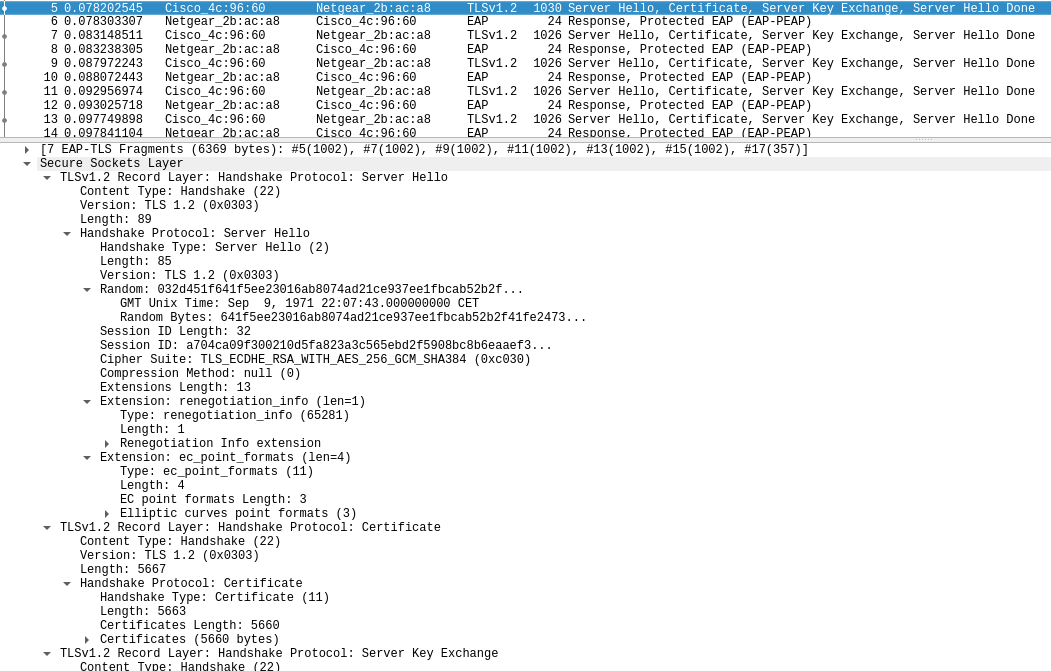 5 0.078202545 Cisco_4c:96:60 Netgear_2b:ac:a8 TLSv1.2 1030 Server Hello, Certificate, Server Key Exchange, Server Hello Done
6 0.078303307 Netgear_2b:ac:a8 Cisco_4c:96:60 EAP 24 Response, Protected EAP (EAP-PEAP)
7 0.083148511 Cisco_4c:96:60 Netgear_2b:ac:a8 TLSv1.2 1026 Server Hello, Certificate, Server Key Exchange, Server Hello Done
8 0.083238305 Netgear_2b:ac:a8 Cisco_4c:96:60 EAP 24 Response, Protected EAP (EAP-PEAP)
9 0.087972243 Cisco_4c:96:60 Netgear_2b:ac:a8 TLSv1.2 1026 Server Hello, Certificate, Server Key Exchange, Server Hello Done
10 0.088072443 Netgear_2b:ac:a8 Cisco_4c:96:60 EAP 24 Response, Protected EAP (EAP-PEAP)
11 0.092956974 Cisco_4c:96:60 Netgear_2b:ac:a8 TLSv1.2 1026 Server Hello, Certificate, Server Key Exchange, Server Hello Done
12 0.093025718 Netgear_2b:ac:a8 Cisco_4c:96:60 EAP 24 Response, Protected EAP (EAP-PEAP)
13 0.097749898 Cisco_4c:96:60 Netgear_2b:ac:a8 TLSv1.2 1026 Server Hello, Certificate, Server Key Exchange, Server Hello Done
14 0.097841104 Netgear_2b:ac:a8 Cisco_4c:96:60 EAP 24 Response, Protected EAP (EAP-PEAP)
[7 EAP-TLS Fragments (6369 bytes): #5(1002), #7(1002), #9(1002), #11(1002), #13(1002), #15(1002), #17(357)]
Secure Sockets Layer
TLSv1.2 Record Layer: Handshake Protocol: Server Hello
Content Type: Handshake (22)
Version: TLS 1.2 (0x0303)
Length: 89
Handshake Protocol: Server Hello
Handshake Type: Server Hello (2)
Length: 85
Version: TLS 1.2 (0x0303)
Random: 032d451f641f5ee23016ab8074ad21ce937ee1fbcab52b2f...
GMT Unix Time: Sep  9, 1971 22:07:43.000000000 CET
Random Bytes: 641f5ee23016ab8074ad21ce937ee1fbcab52b2f41fe2473...
Session ID Length: 32
Session ID: a704ca09f300210d5fa823a3c565ebd2f5908bc8b6eaaef3...
Cipher Suite: TLS_ECDHE_RSA_WITH_AES_256_GCM_SHA384 (0xc030)
Compression Method: null (0)
Extensions Length: 13
Extension: renegotiation_info (len=1)
Type: renegotiation_info (65281)
Length: 1
Renegotiation Info extension
Extension: ec_point_formats (len=4)
Type: ec_point_formats (11)
Length: 4
EC point formats Length: 3
Elliptic curves point formats (3)
TLSv1.2 Record Layer: Handshake Protocol: Certificate
Content Type: Handshake (22)
Version: TLS 1.2 (0x0303)
Length: 5667
Handshake Protocol: Certificate
Handshake Type: Certificate (11)
Length: 5663
Certificates Length: 5660
Certificates (5660 bytes)
TLSv1.2 Record Layer: Handshake Protocol: Server Key Exchange
Content Type: Handshake (22)